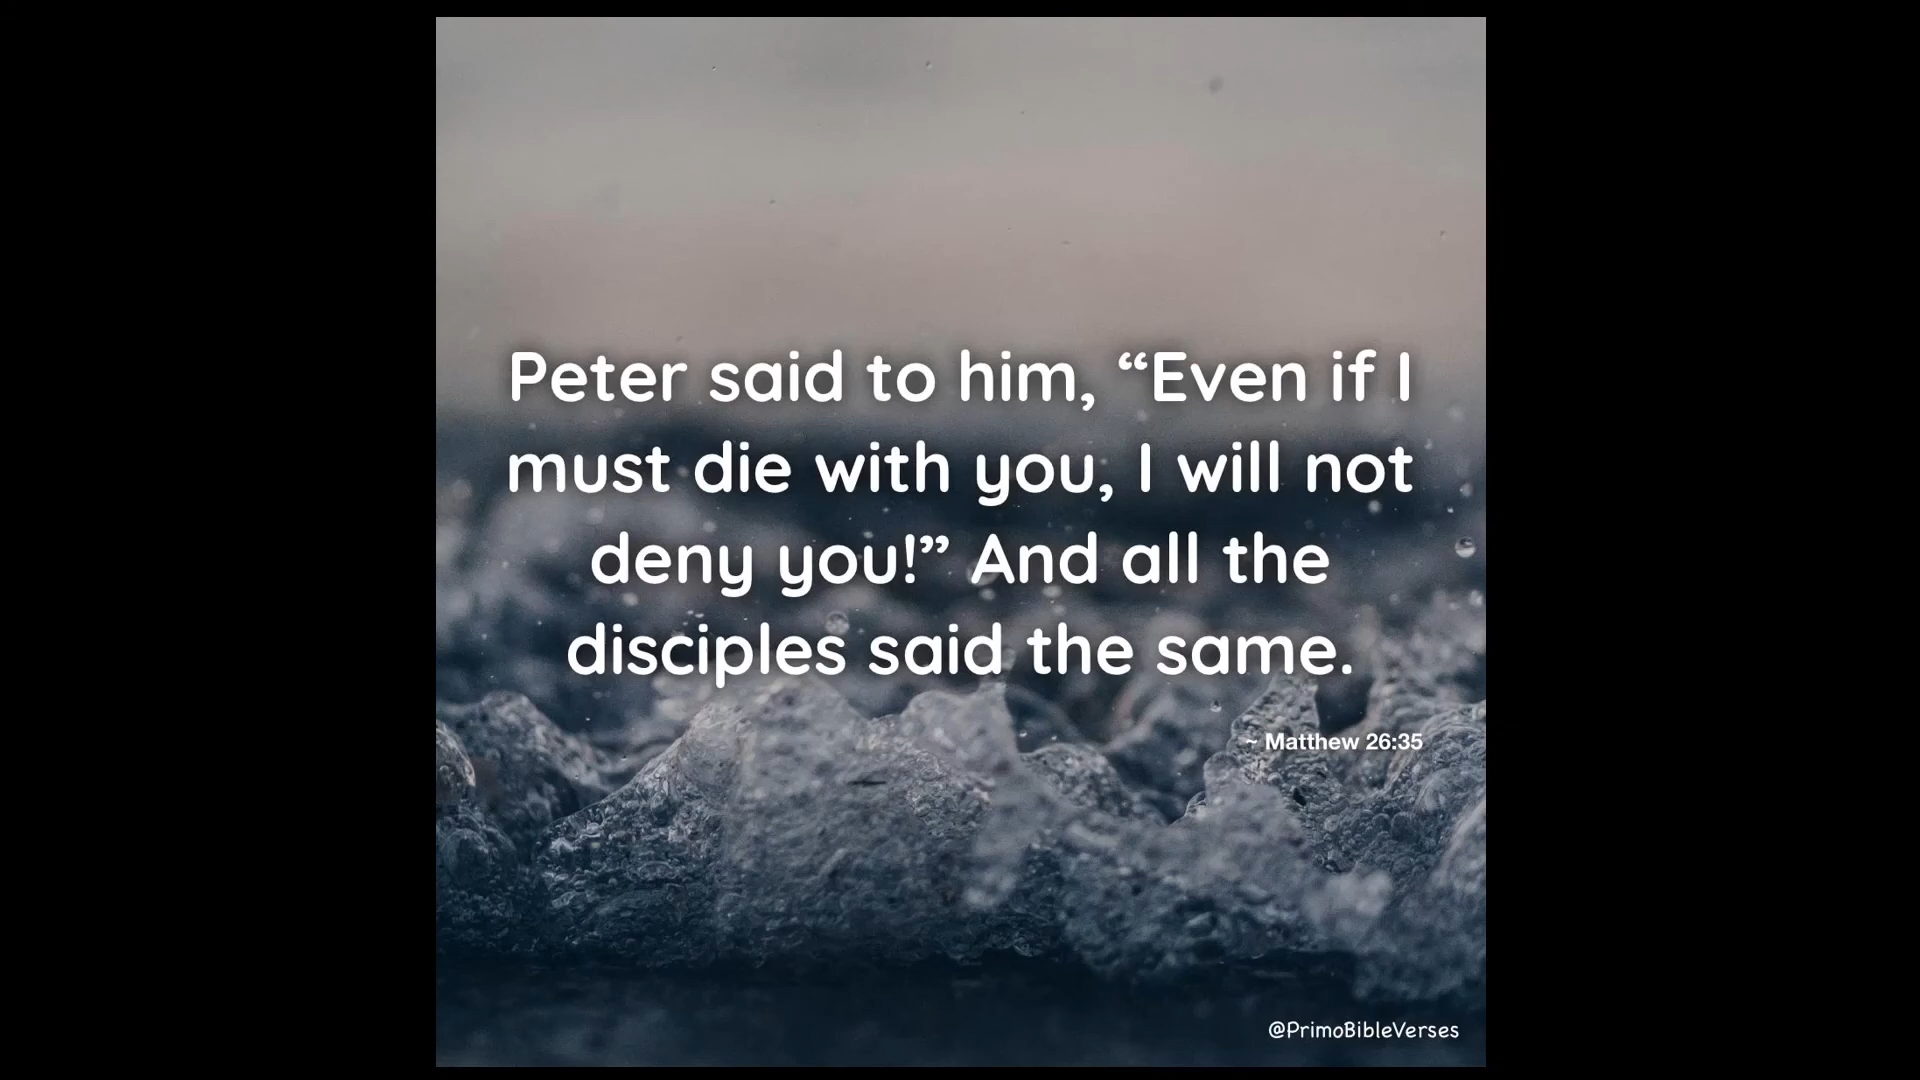 Peter said to him, “Even if I
must die with you, I will not
deny you!” And all the
disciples said the same.
~ Matthew 26:35
@PrimoBibleVerses